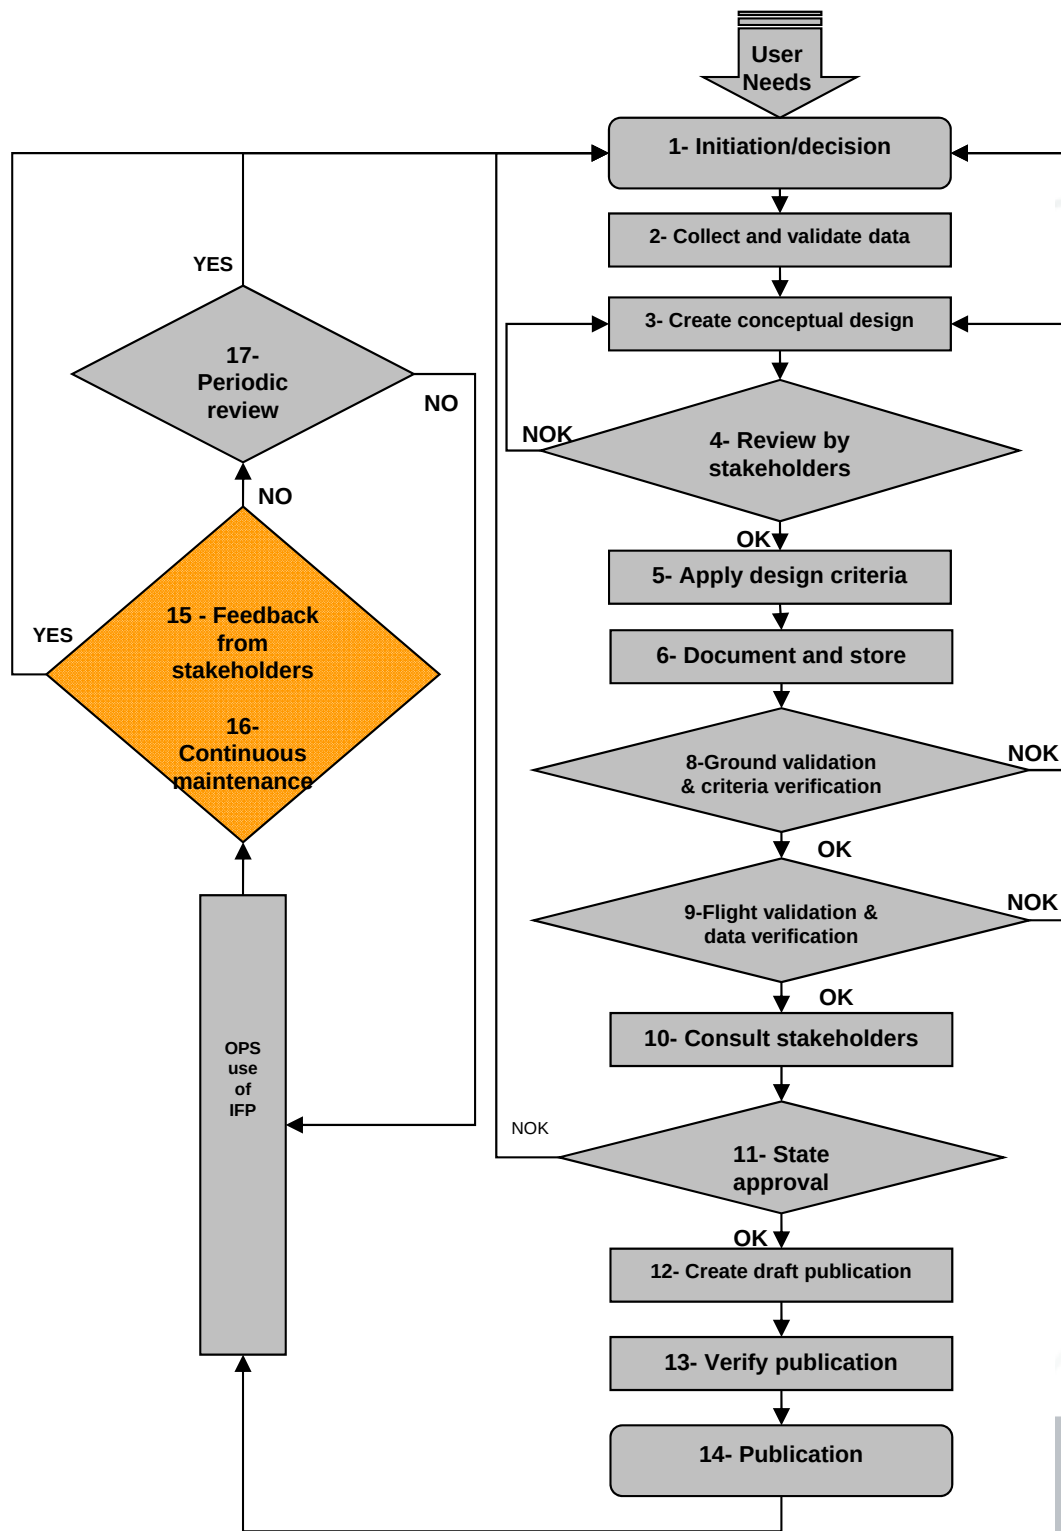 User
Needs
1- Initiation/decision
2- Collect and validate data
YES
3- Create conceptual design
17-
Periodic
review
NO
NOK
4- Review by
stakeholders
NO
OK
5- Apply design criteria
15 - Feedback
from
stakeholders
YES
6- Document and store
16-
Continuous
maintenance
8-Ground validation
& criteria verification
NOK
OK
9-Flight validation &
data verification
NOK
OK
10- Consult stakeholders
OPS
use
of
IFP
NOK
11- State
approval
OK
12- Create draft publication
13- Verify publication
14- Publication